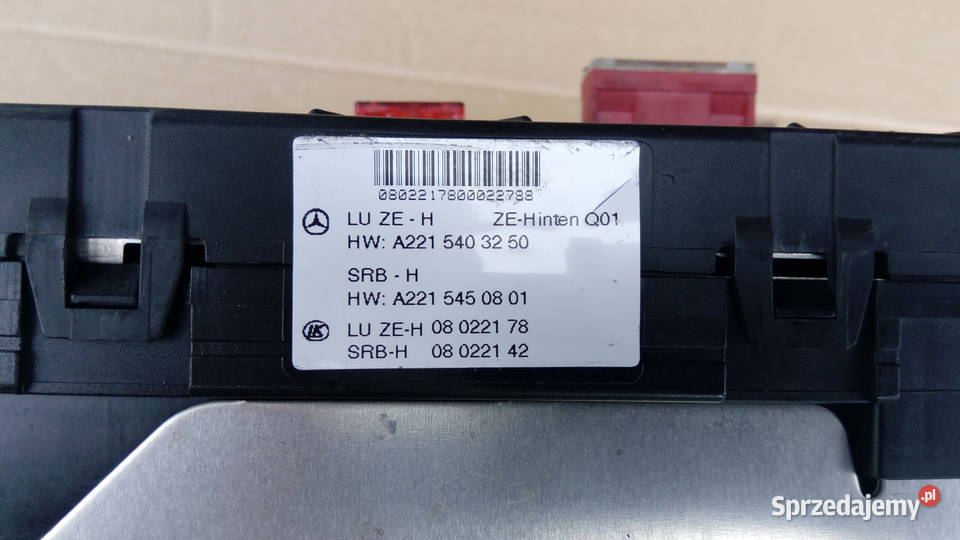 0802217800022788
LU ZE - H ZE-Hinten Q01
HW: A221 540 32 50
SRB - H
HW: A221 545 08 01
LK LU ZE-H 08 0221 78
SRB-H 08 0221 42
Sprzedajemy.pl